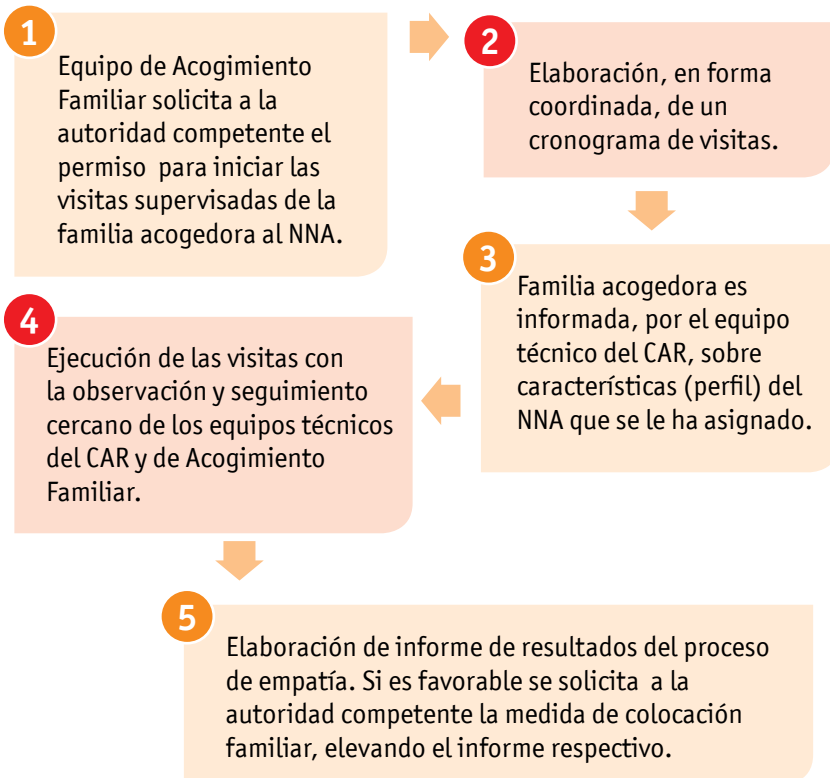 1
Equipo de Acogimiento
Familiar solicita a la
autoridad competente el
permiso para iniciar las
visitas supervisadas de la
familia acogedora al NNA.
2
Elaboración, en forma
coordinada, de un
cronograma de visitas.
3
Familia acogedora es
informada, por el equipo
técnico del CAR, sobre
características (perfil) del
NNA que se le ha asignado.
4
Ejecución de las visitas con
la observación y seguimiento
cercano de los equipos técnicos
del CAR y de Acogimiento
Familiar.
5
Elaboración de informe de resultados del proceso
de empatía. Si es favorable se solicita a la
autoridad competente la medida de colocación
familiar, elevando el informe respectivo.